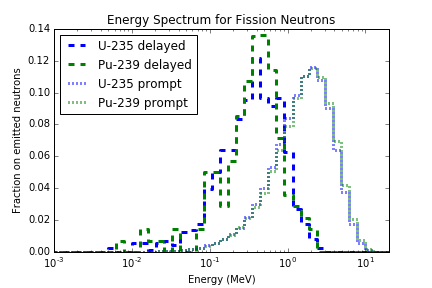 Energy Spectrum for Fission Neutrons
Fraction on emitted neutrons
0.14
0.12
0.10
0.08
0.06
0.04
0.02
0.00
U-235 delayed
Pu-239 delayed
U-235 prompt
Pu-239 prompt
10⁻³ 10⁻² 10⁻¹ 10⁰ 10¹
Energy (MeV)